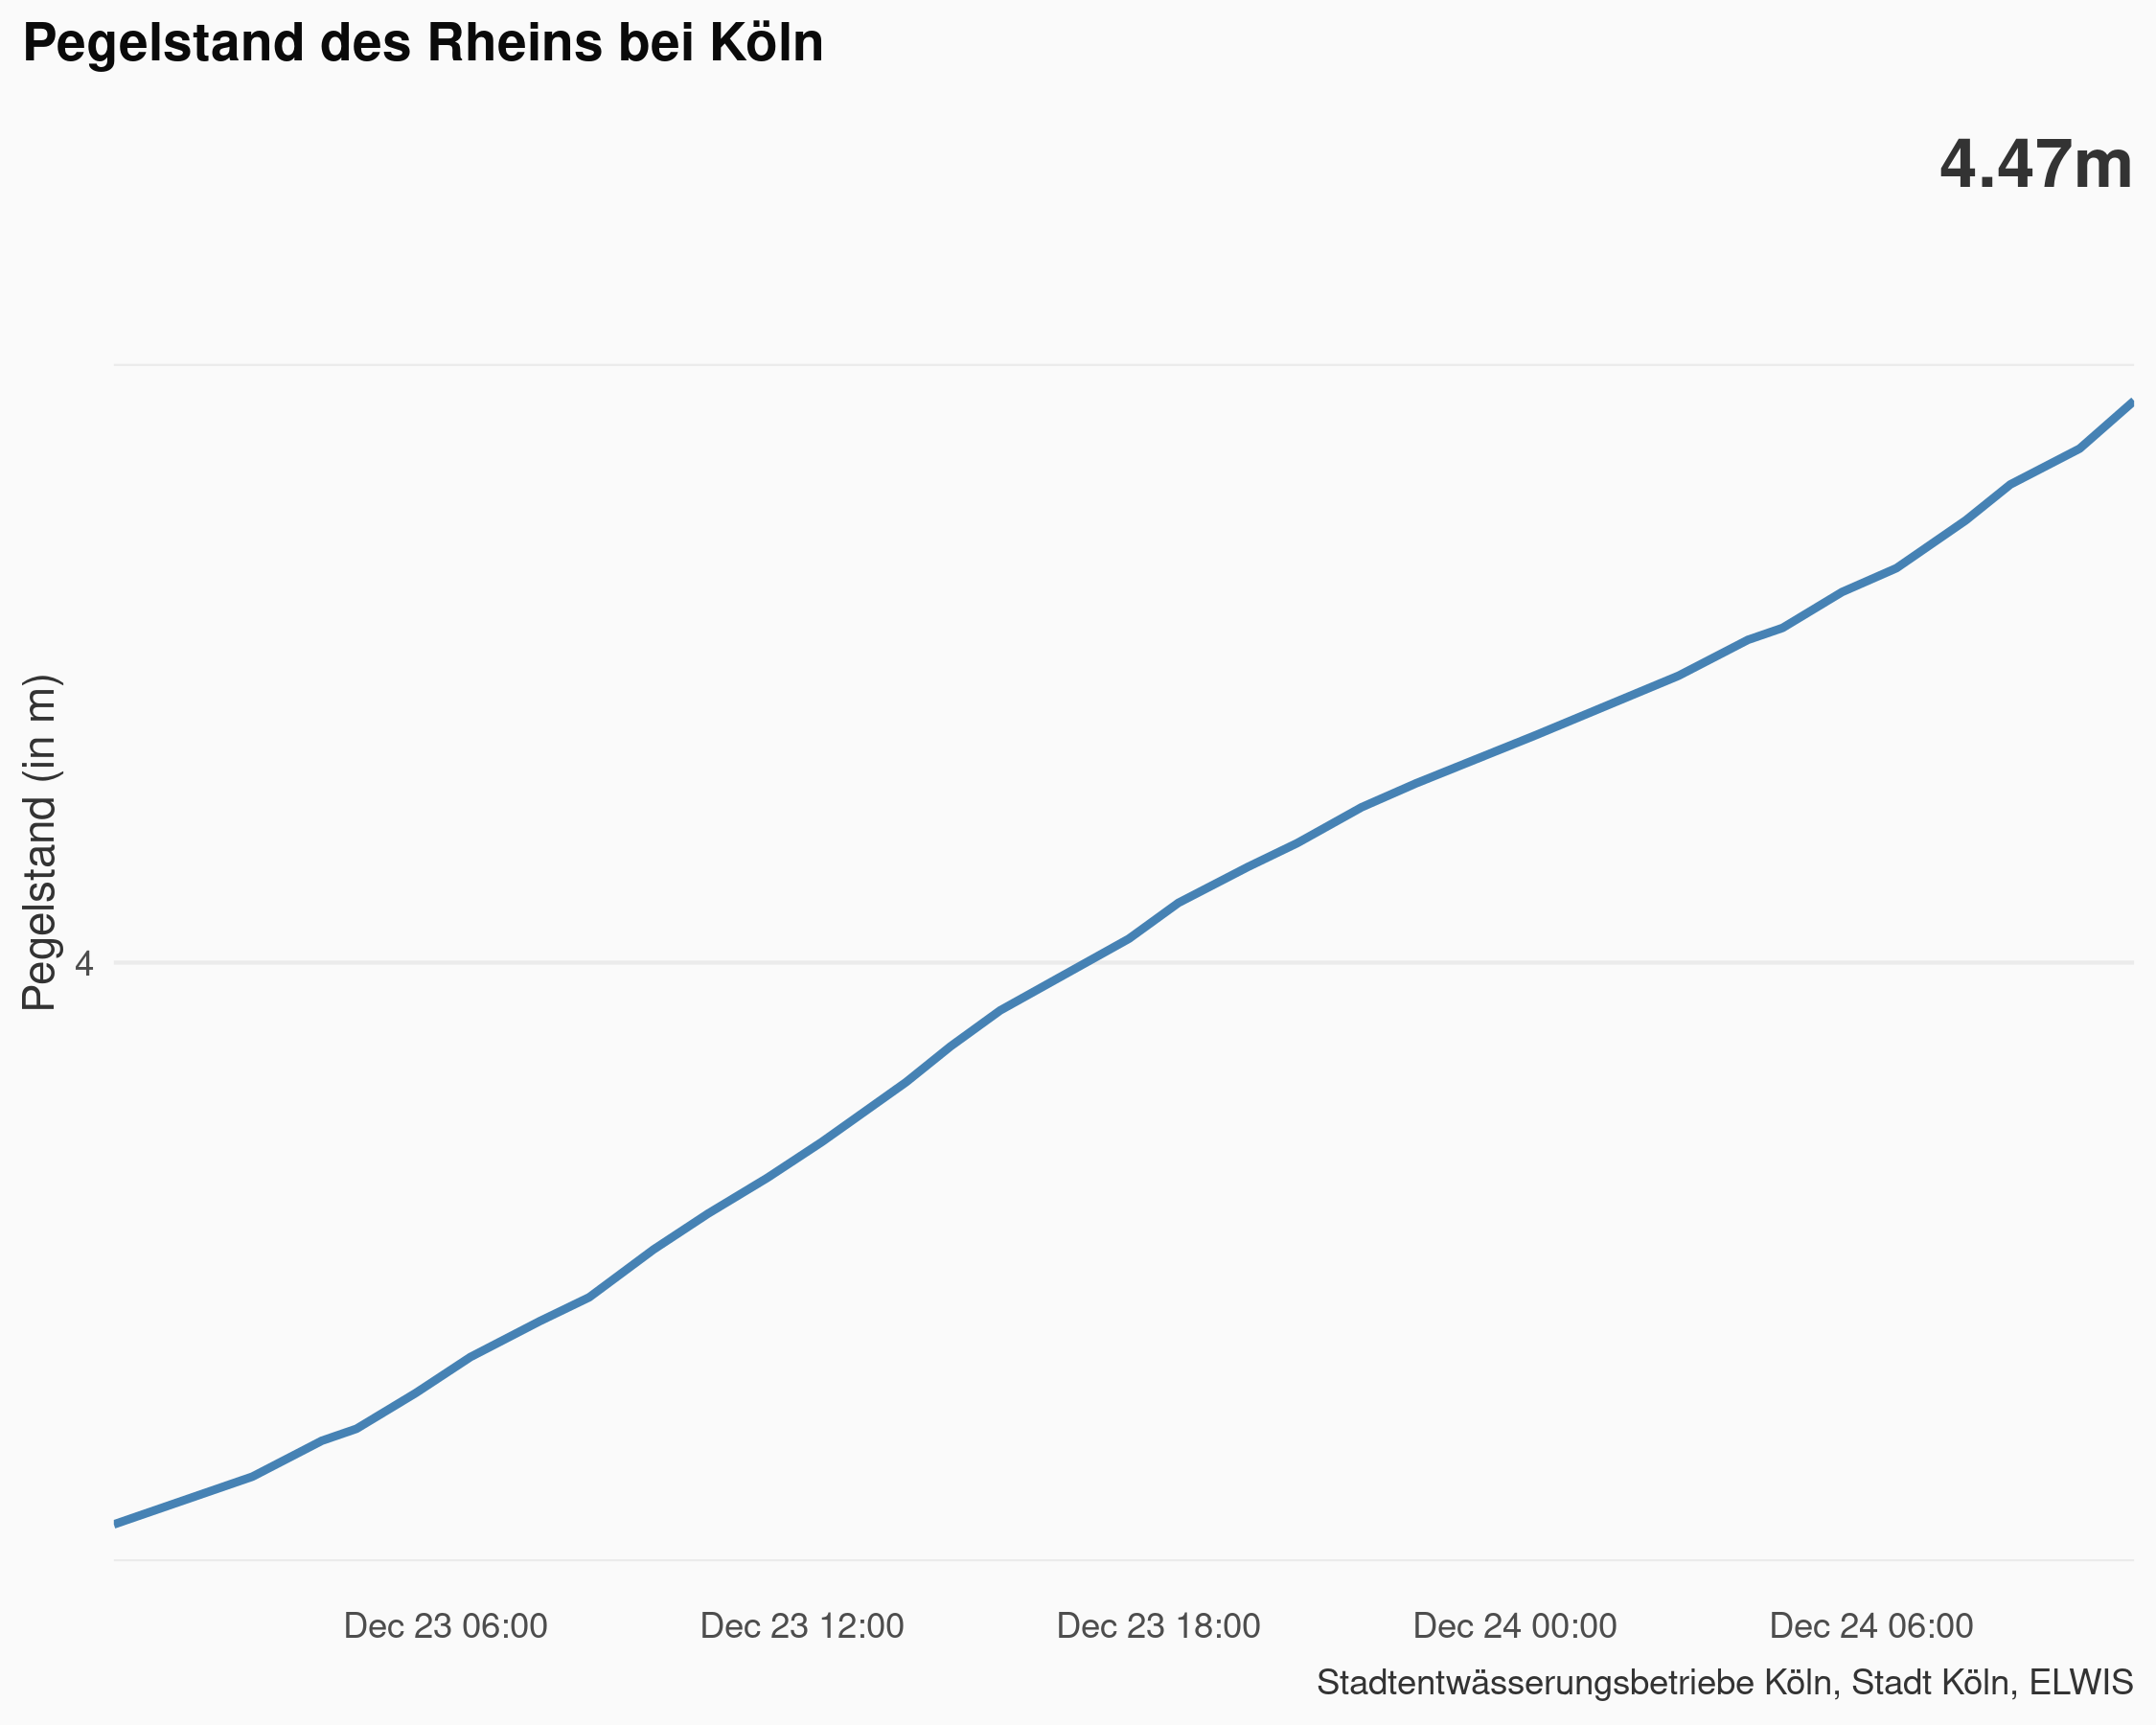 Pegelstand des Rheins bei Köln
4.47m
Pegelstand (in m)
4
Dec 23 06:00
Dec 23 12:00
Dec 23 18:00
Dec 24 00:00
Dec 24 06:00
Stadtentwässerungsbetriebe Köln, Stadt Köln, ELWIS